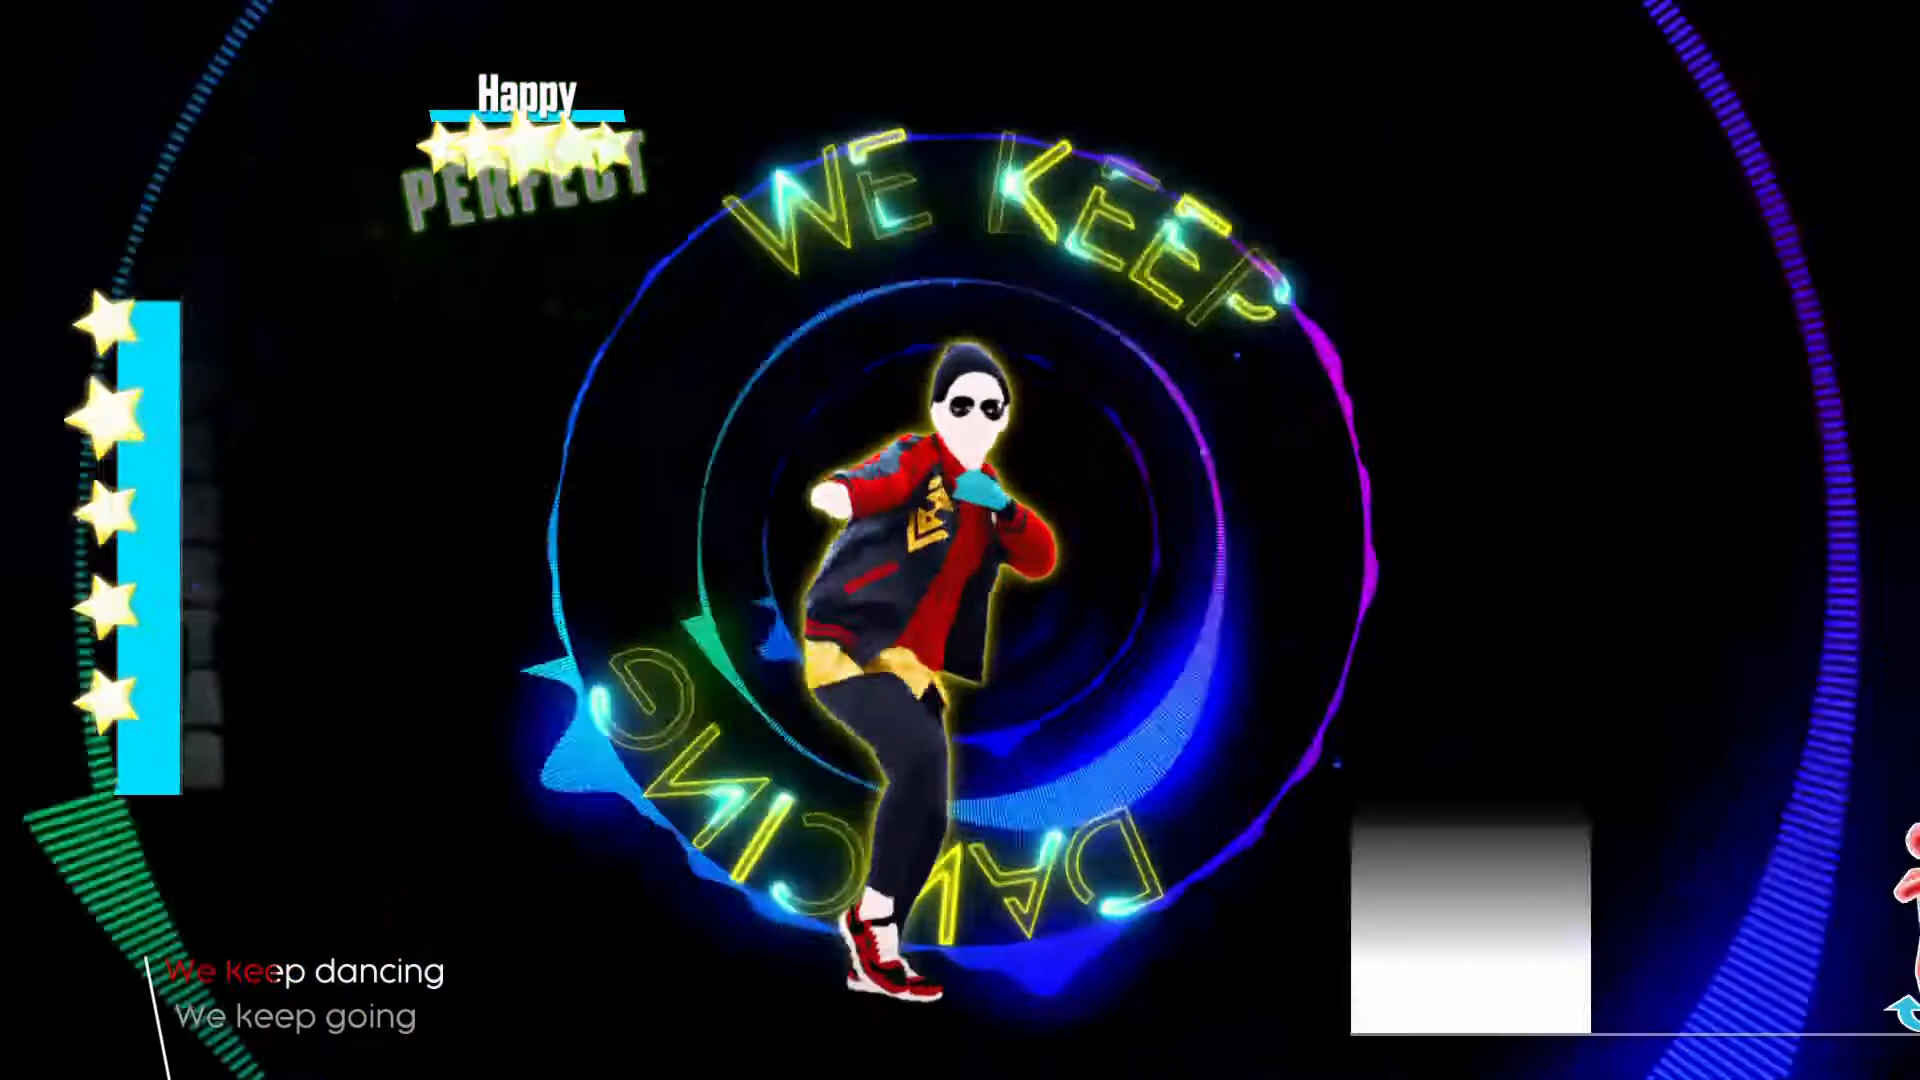 Happy
PERFECT
WE KEEP
DANCING
We keep dancing
We keep going